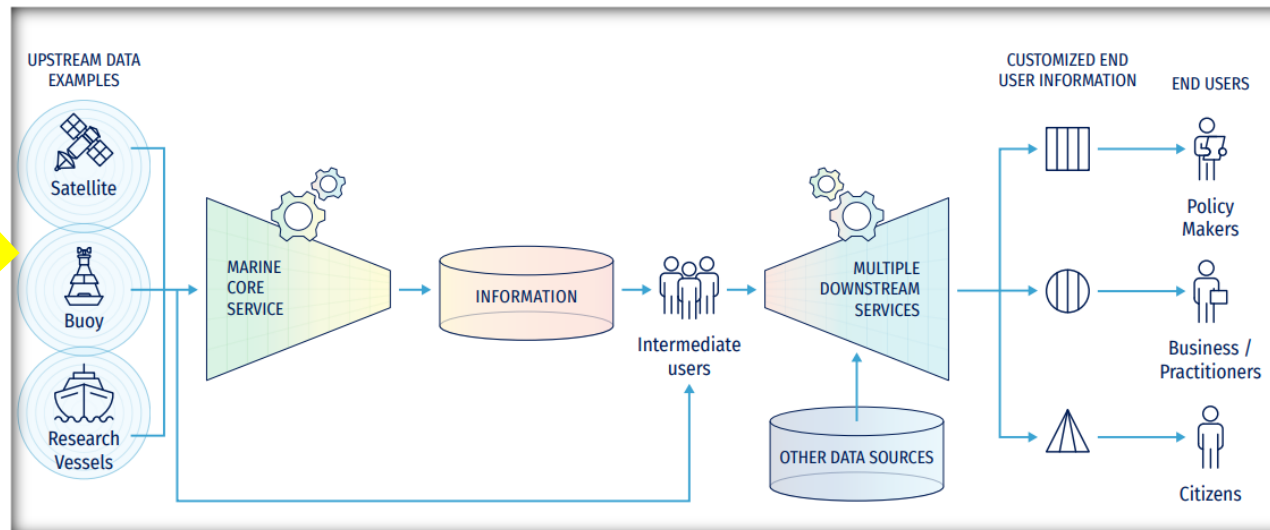 UPSTREAM DATA
EXAMPLES
Satellite
Buoy
Research
Vessels
MARINE
CORE
SERVICE
INFORMATION
Intermediate
users
MULTIPLE
DOWNSTREAM
SERVICES
OTHER DATA SOURCES
CUSTOMIZED END
USER INFORMATION
END USERS
Policy
Makers
Business /
Practitioners
Citizens